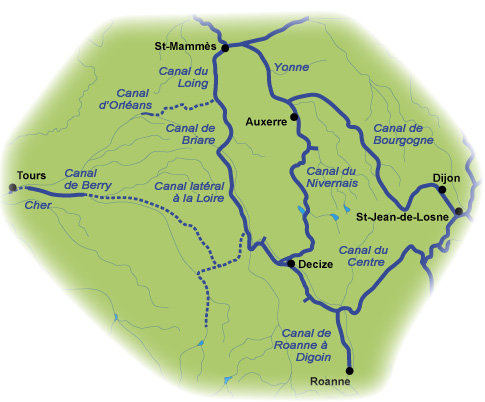 St-Mammès
Canal du
Loing
Yonne
Canal
d'Orléans
Auxerre
Canal de
Briare
Canal de
Bourgogne
Tours
Canal
de Berry
Cher
Canal latéral
à la Loire
Canal du
Nivernais
Dijon
St-Jean-de-Losne
Canal du
Centre
Decize
Canal de
Roanne à
Digoin
Roanne